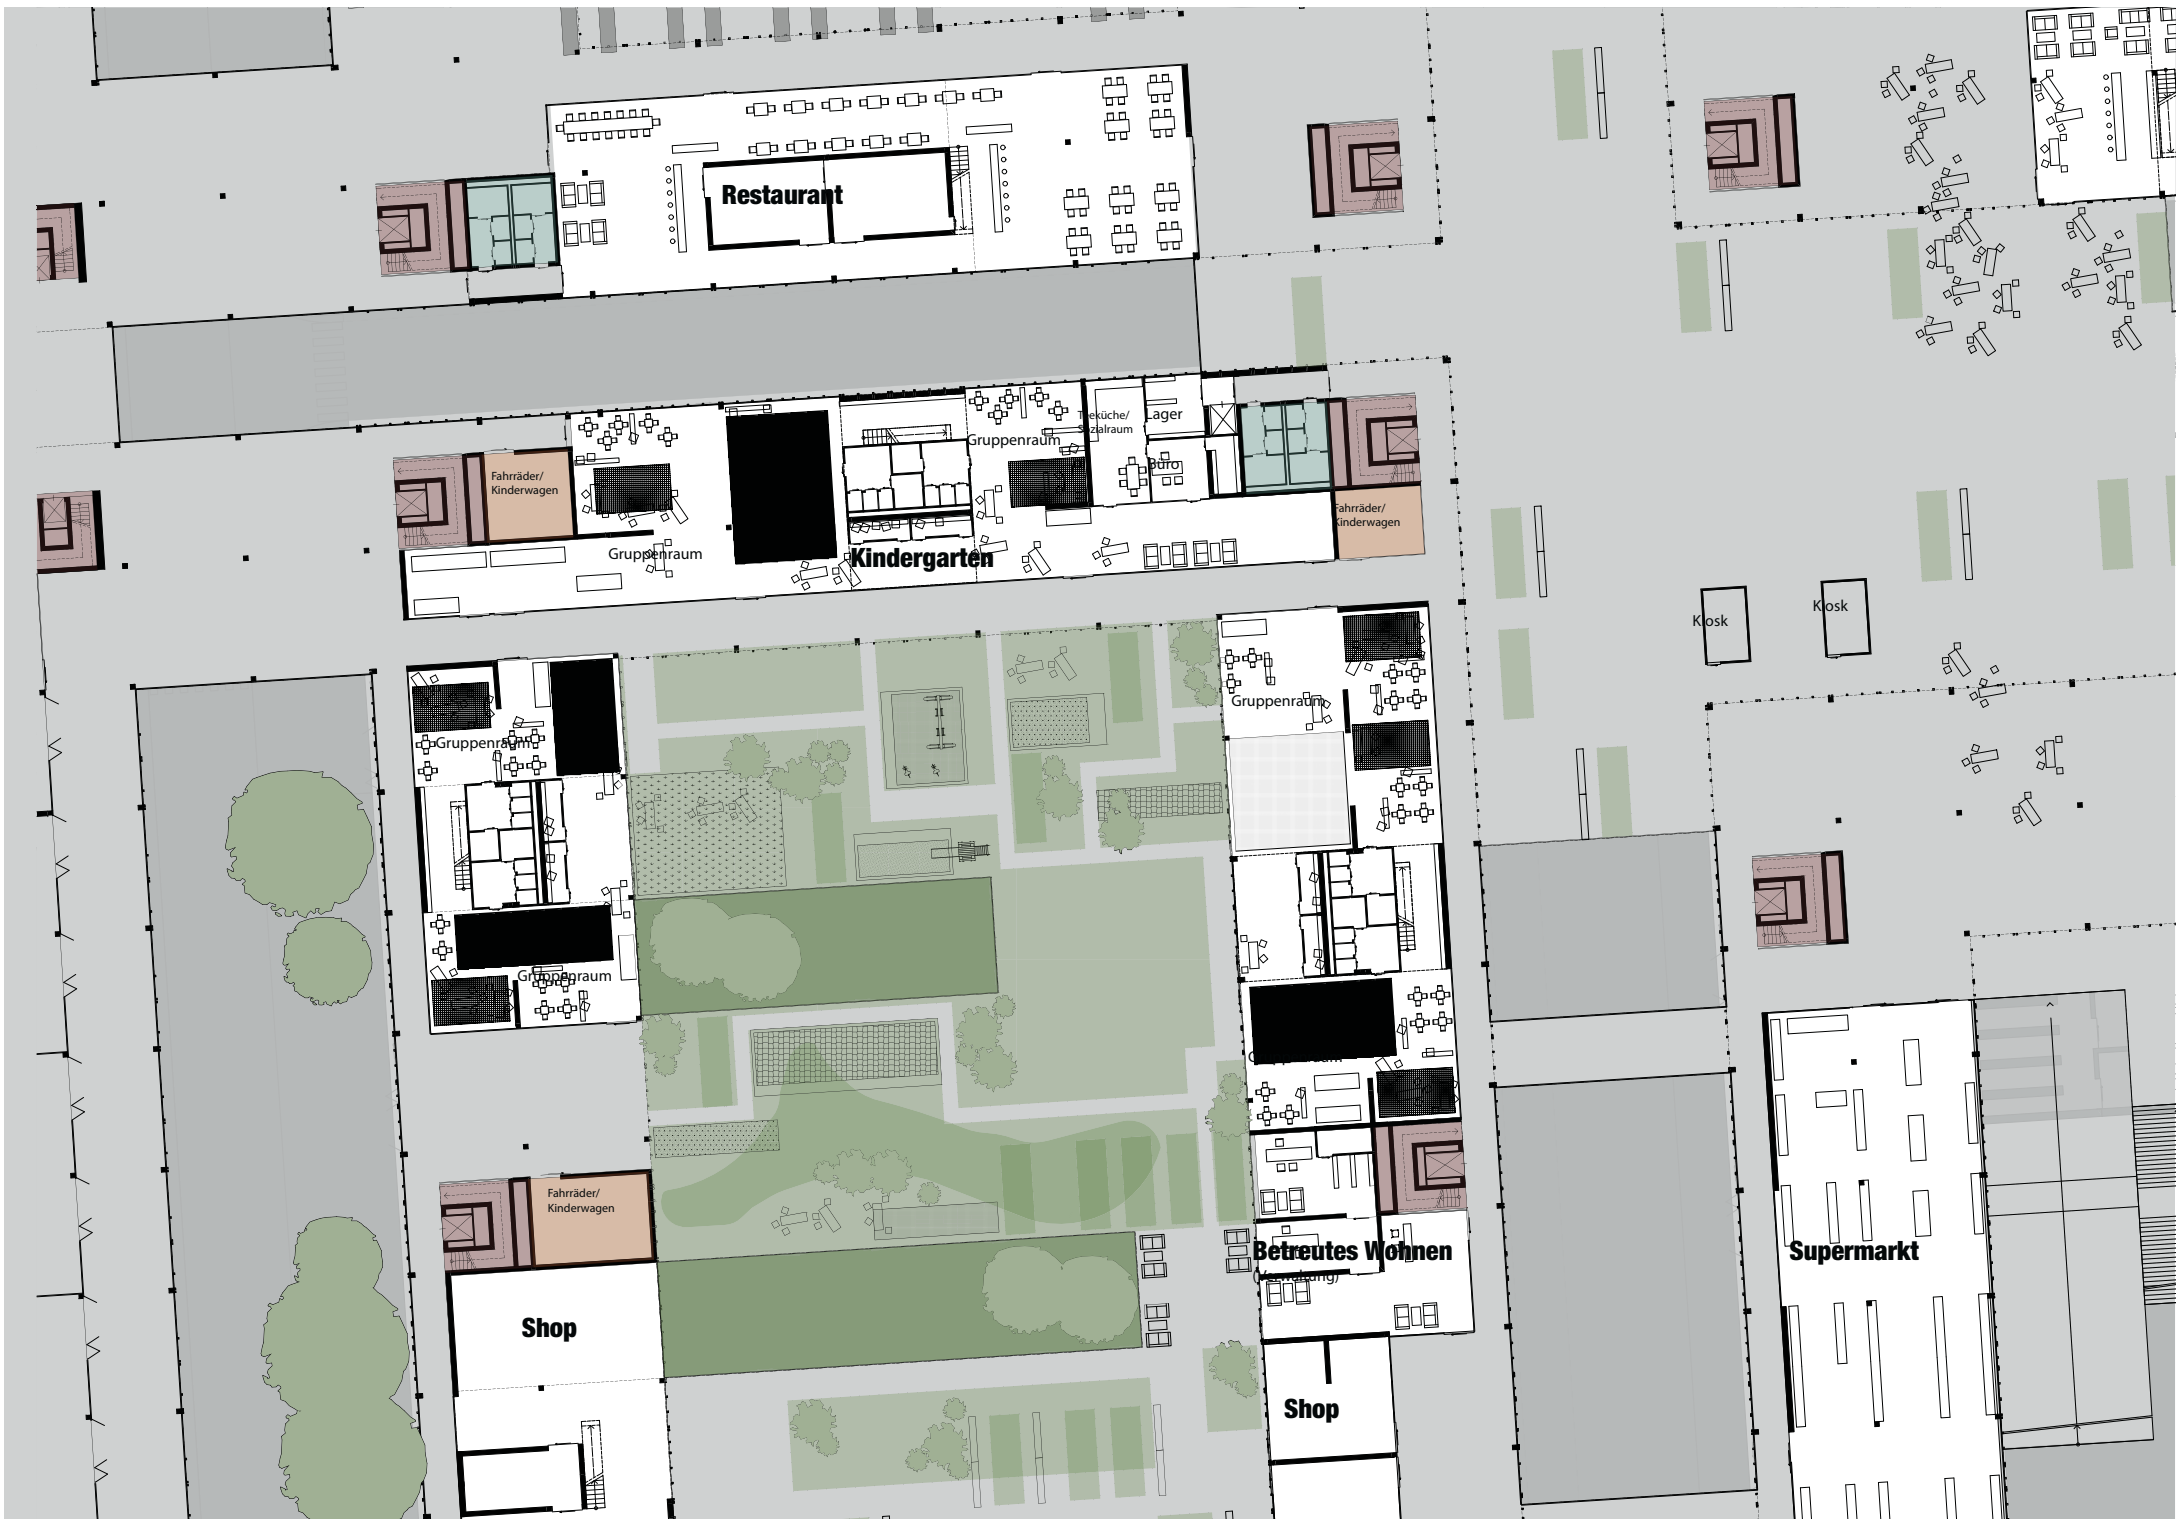 Restaurant
Teeküche/
Sozialraum
Lager
Gruppenraum
Büro
Fahrräder/
Kinderwagen
Fahrräder/
Kinderwagen
Gruppenraum
Kindergarten
Kiosk
Kiosk
Gruppenraum
Gruppenraum
Gruppenraum
Fahrräder/
Kinderwagen
Betreutes Wohnen
(Verwaltung)
Supermarkt
Shop
Shop